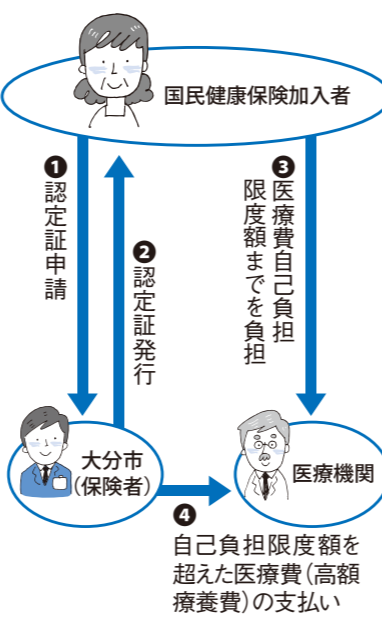 国民健康保険加入者
❶認定証申請
❷認定証発行
❸医療費自己負担
限度額までを負担
大分市
(保険者)
医療機関
❹
自己負担限度額を
超えた医療費(高額
療養費)の支払い